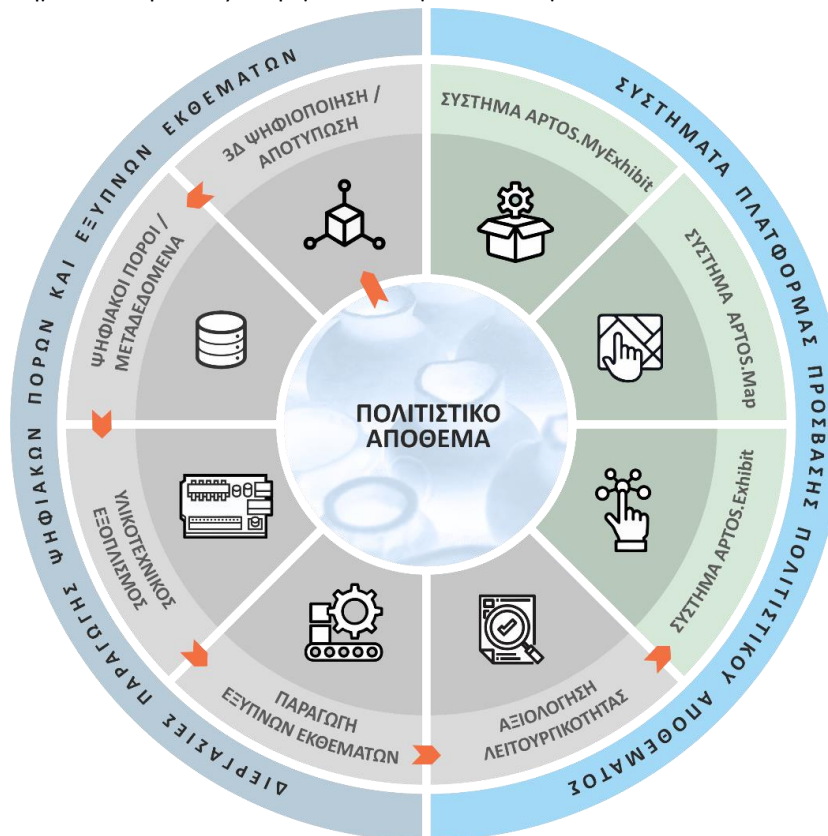 ΔΙΕΡΓΑΣΙΕΣ ΠΑΡΑΓΩΓΗΣ ΨΗΦΙΑΚΩΝ ΠΟΡΩΝ ΚΑΙ ΕΞΥΠΝΩΝ ΕΚΘΕΜΑΤΩΝ
ΣΥΣΤΗΜΑΤΑ ΠΛΑΤΦΟΡΜΑΣ ΠΡΟΣΒΑΣΗΣ ΠΟΛΙΤΙΣΤΙΚΟΥ ΑΠΟΘΕΜΑΤΟΣ
3Δ ΨΗΦΙΟΠΟΙΗΣΗ /
ΑΠΟΤΥΠΩΣΗ
ΨΗΦΙΑΚΟΙ ΠΟΡΟΙ /
ΜΕΤΑΔΕΔΟΜΕΝΑ
ΥΛΙΚΟΤΕΧΝΙΚΟΣ
ΕΞΟΠΛΙΣΜΟΣ
ΠΑΡΑΓΩΓΗ
ΕΞΥΠΝΩΝ ΕΚΘΕΜΑΤΩΝ
ΑΞΙΟΛΟΓΗΣΗ
ΛΕΙΤΟΥΡΓΙΚΟΤΗΤΑΣ
ΣΥΣΤΗΜΑ APTOS.Exhibit
ΣΥΣΤΗΜΑ APTOS.Map
ΣΥΣΤΗΜΑ APTOS.MyExhibit
ΠΟΛΙΤΙΣΤΙΚΟ
ΑΠΟΘΕΜΑ